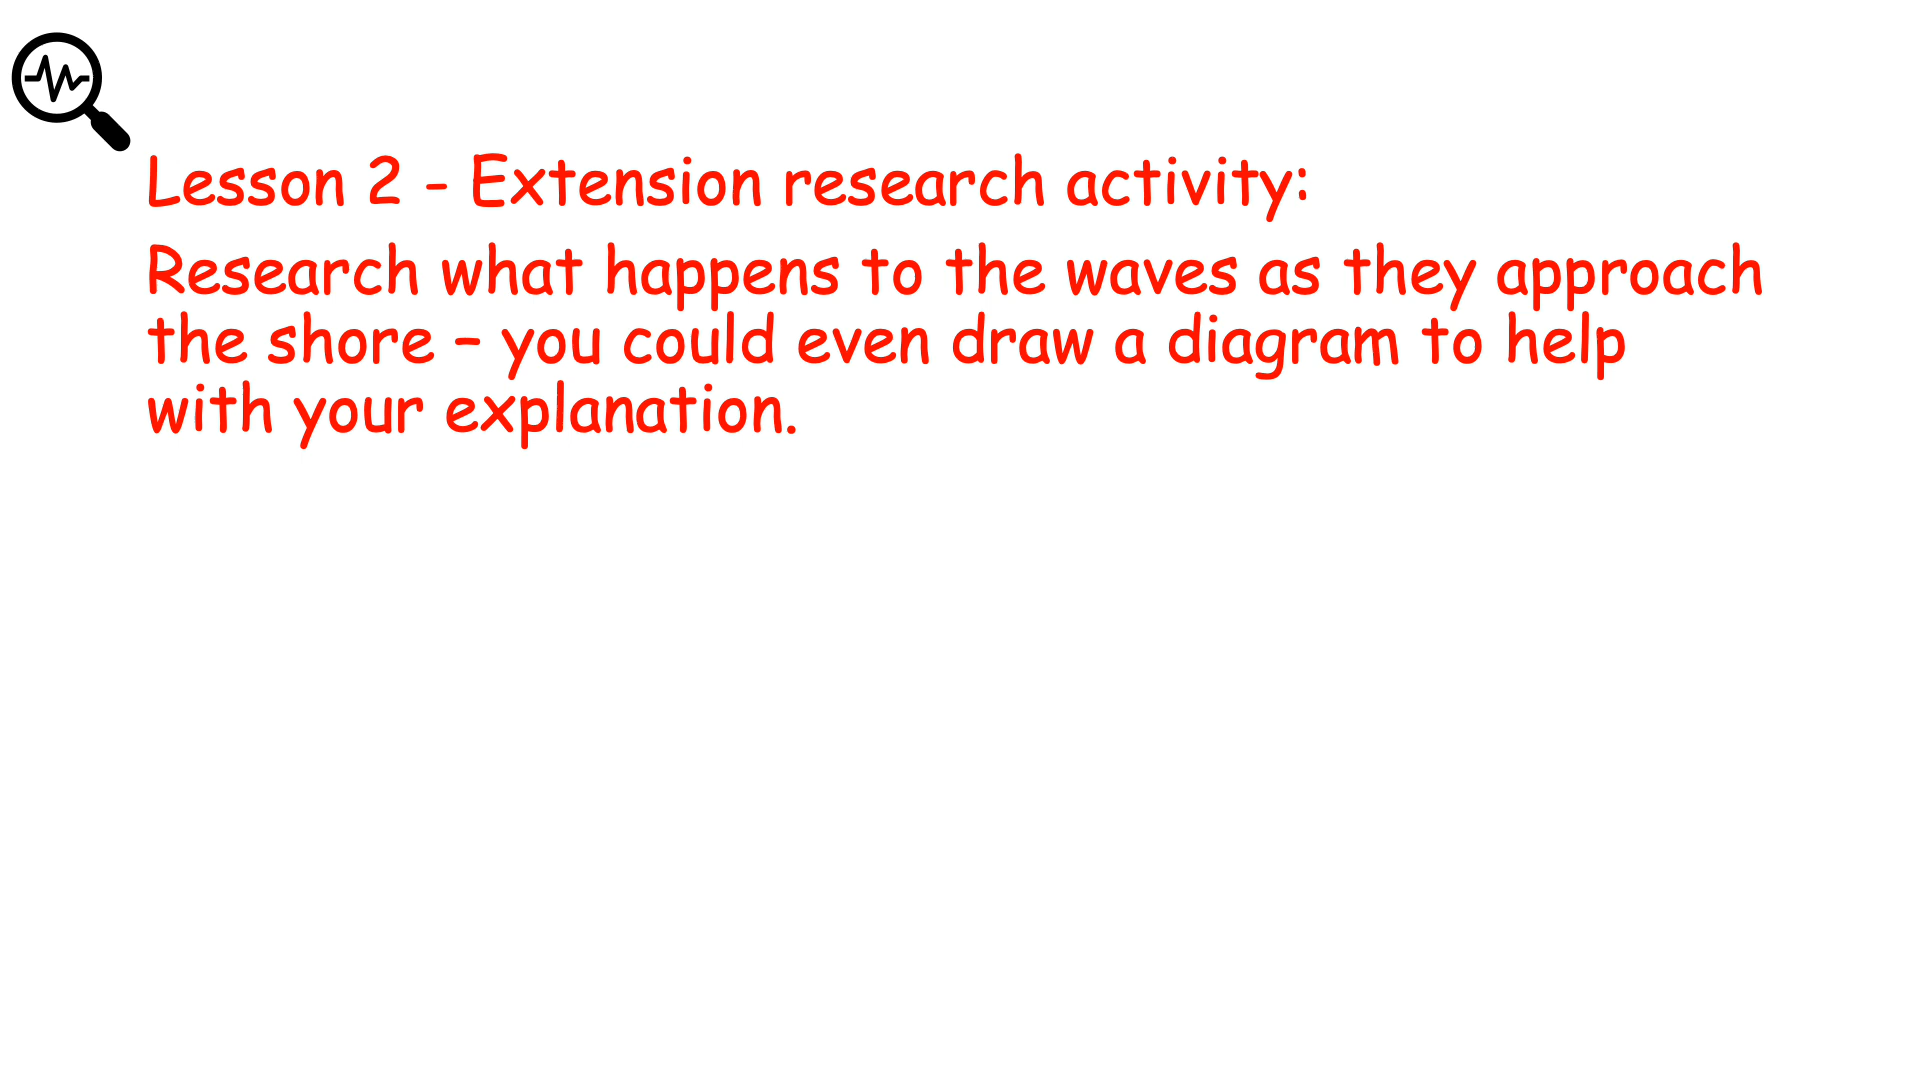 Lesson 2 - Extension research activity:
Research what happens to the waves as they approach
the shore – you could even draw a diagram to help
with your explanation.